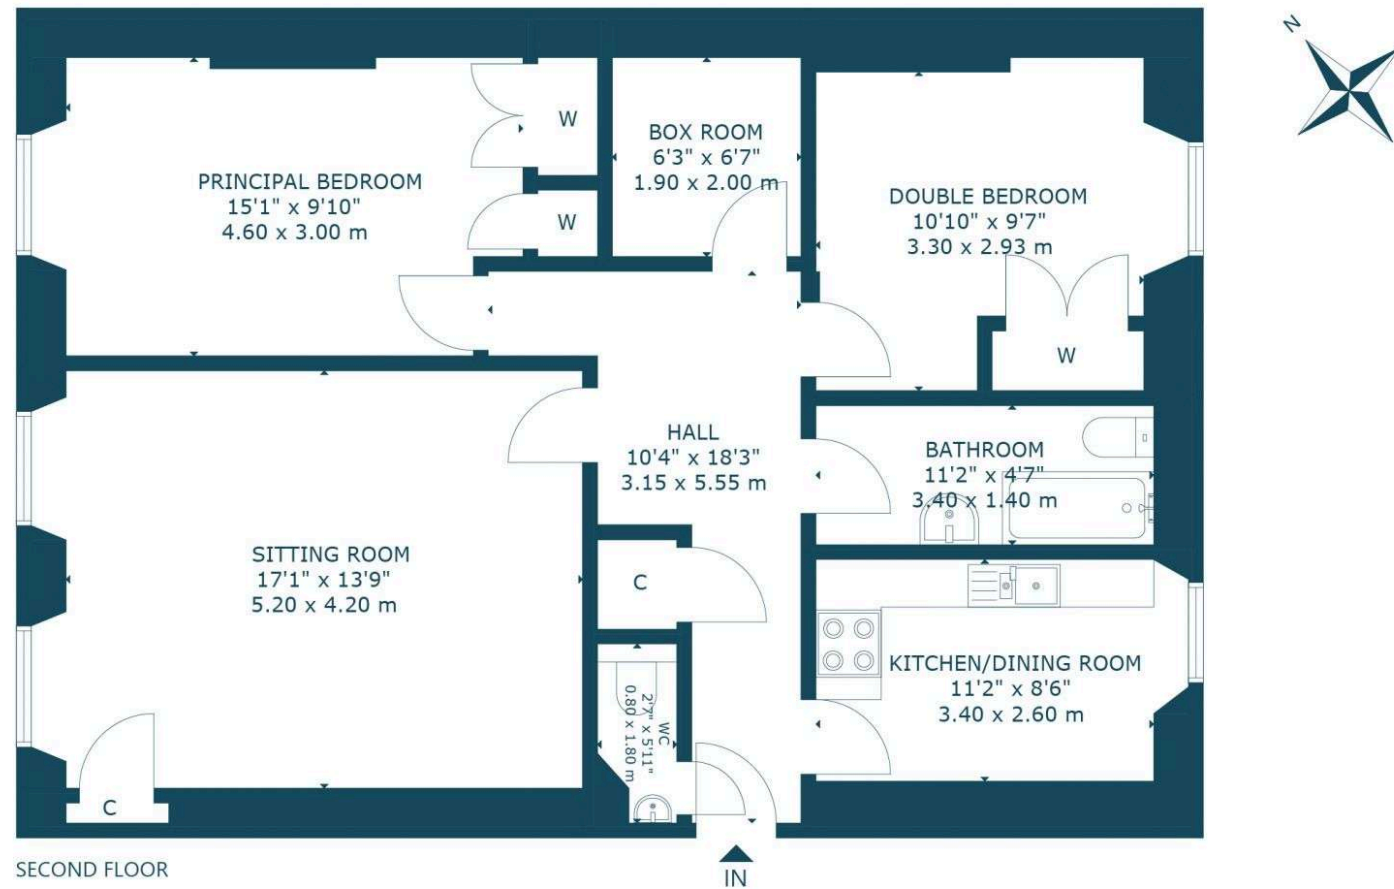 N
PRINCIPAL BEDROOM
15'1" x 9'10"
4.60 x 3.00 m
W
W
BOX ROOM
6'3" x 6'7"
1.90 x 2.00 m
DOUBLE BEDROOM
10'10" x 9'7"
3.30 x 2.93 m
W
HALL
10'4" x 18'3"
3.15 x 5.55 m
BATHROOM
11'2" x 4'7"
3.40 x 1.40 m
SITTING ROOM
17'1" x 13'9"
5.20 x 4.20 m
C
C
WC
2'7" x 5'11"
0.80 x 1.80 m
KITCHEN/DINING ROOM
11'2" x 8'6"
3.40 x 2.60 m
SECOND FLOOR
IN